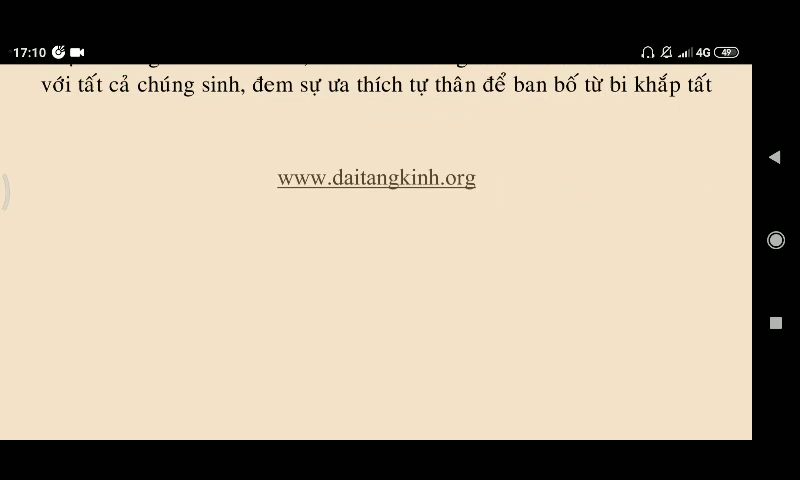 17:10 4G 49
với tất cả chúng sinh, đem sự ưa thích tự thân để ban bố từ bi khắp tất
www.daitangkinh.org